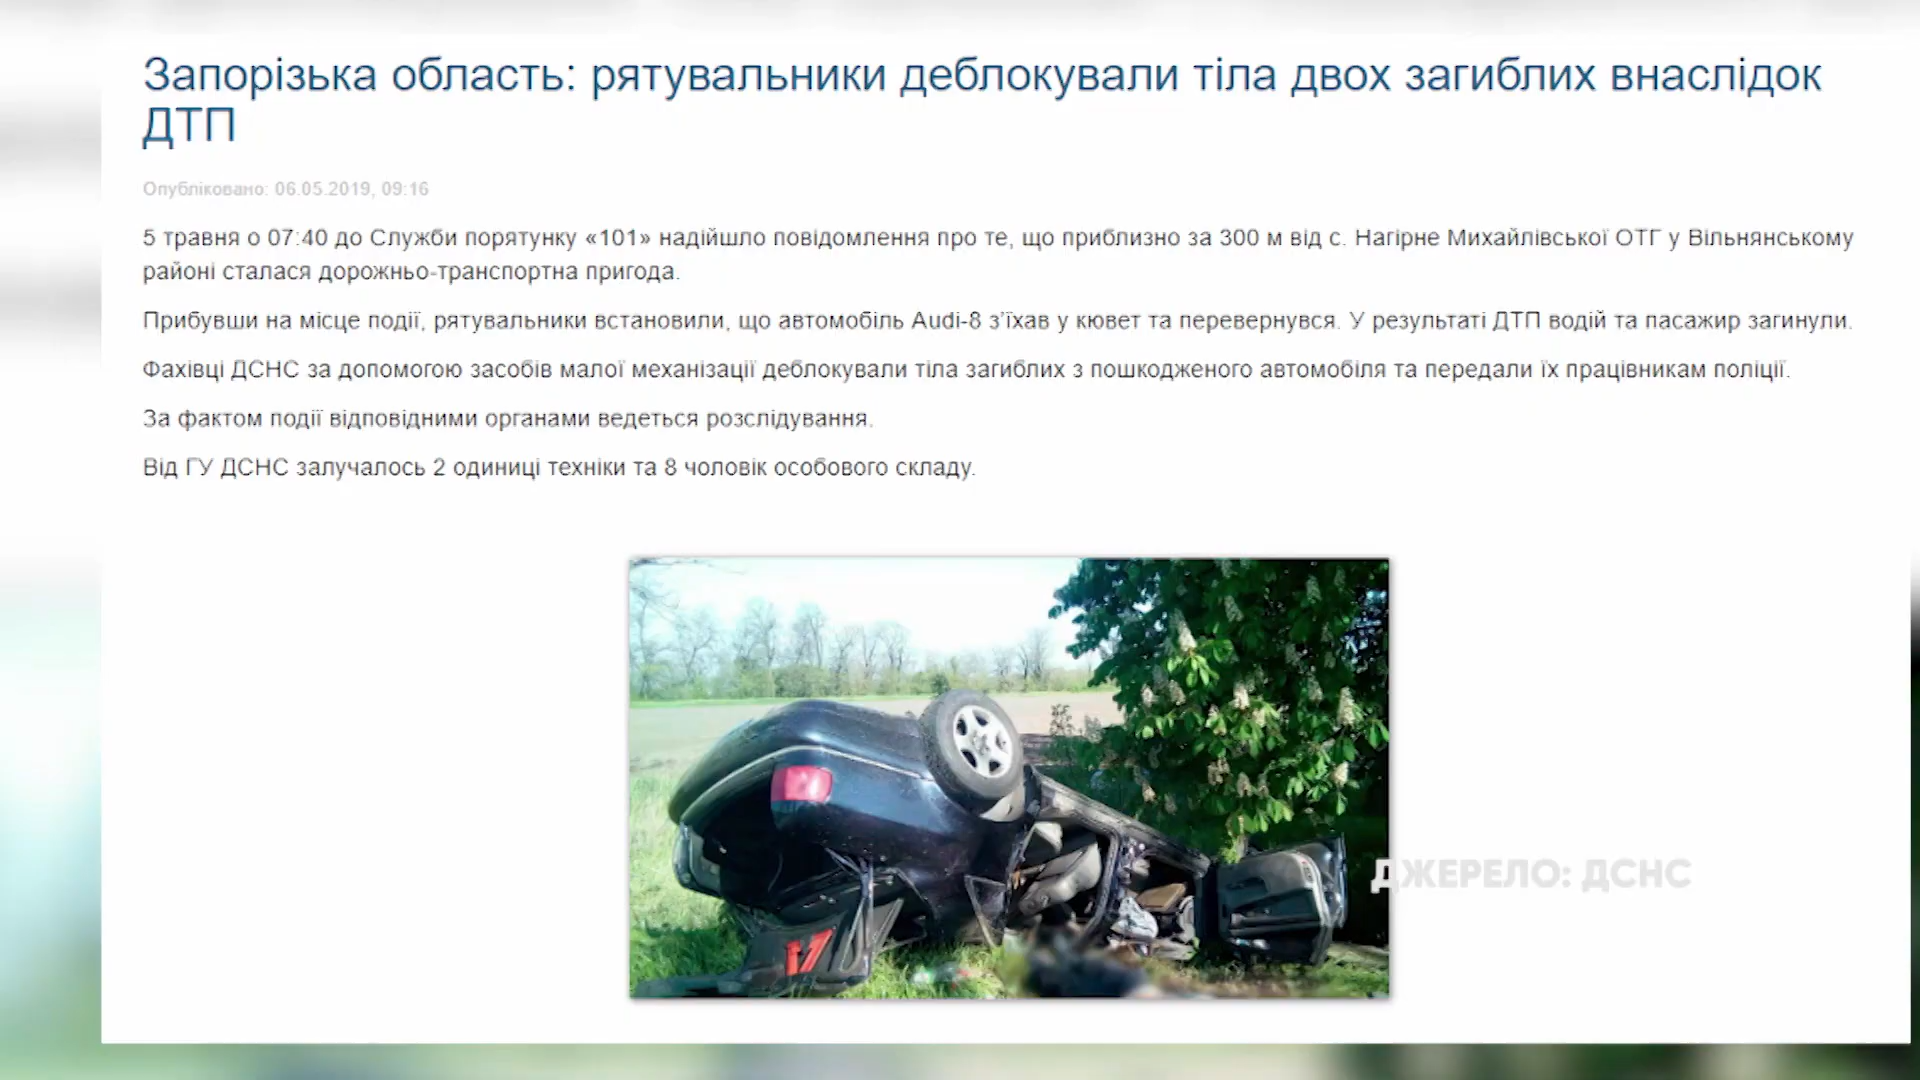 Запорізька область: рятувальники деблокували тіла двох загиблих внаслідок
ДТП
Опубліковано: 06.05.2019, 09:16
5 травня о 07:40 до Служби порятунку «101» надійшло повідомлення про те, що приблизно за 300 м від с. Нагірне Михайлівської ОТГ у Вільнянському
районі сталася дорожньо-транспортна пригода.
Прибувши на місце події, рятувальники встановили, що автомобіль Audi-8 з’їхав у кювет та перевернувся. У результаті ДТП водій та пасажир загинули.
Фахівці ДСНС за допомогою засобів малої механізації деблокували тіла загиблих з пошкодженого автомобіля та передали їх працівникам поліції.
За фактом події відповідними органами ведеться розслідування.
Від ГУ ДСНС залучалось 2 одиниці техніки та 8 чоловік особового складу.
ДЖЕРЕЛО: ДСНС